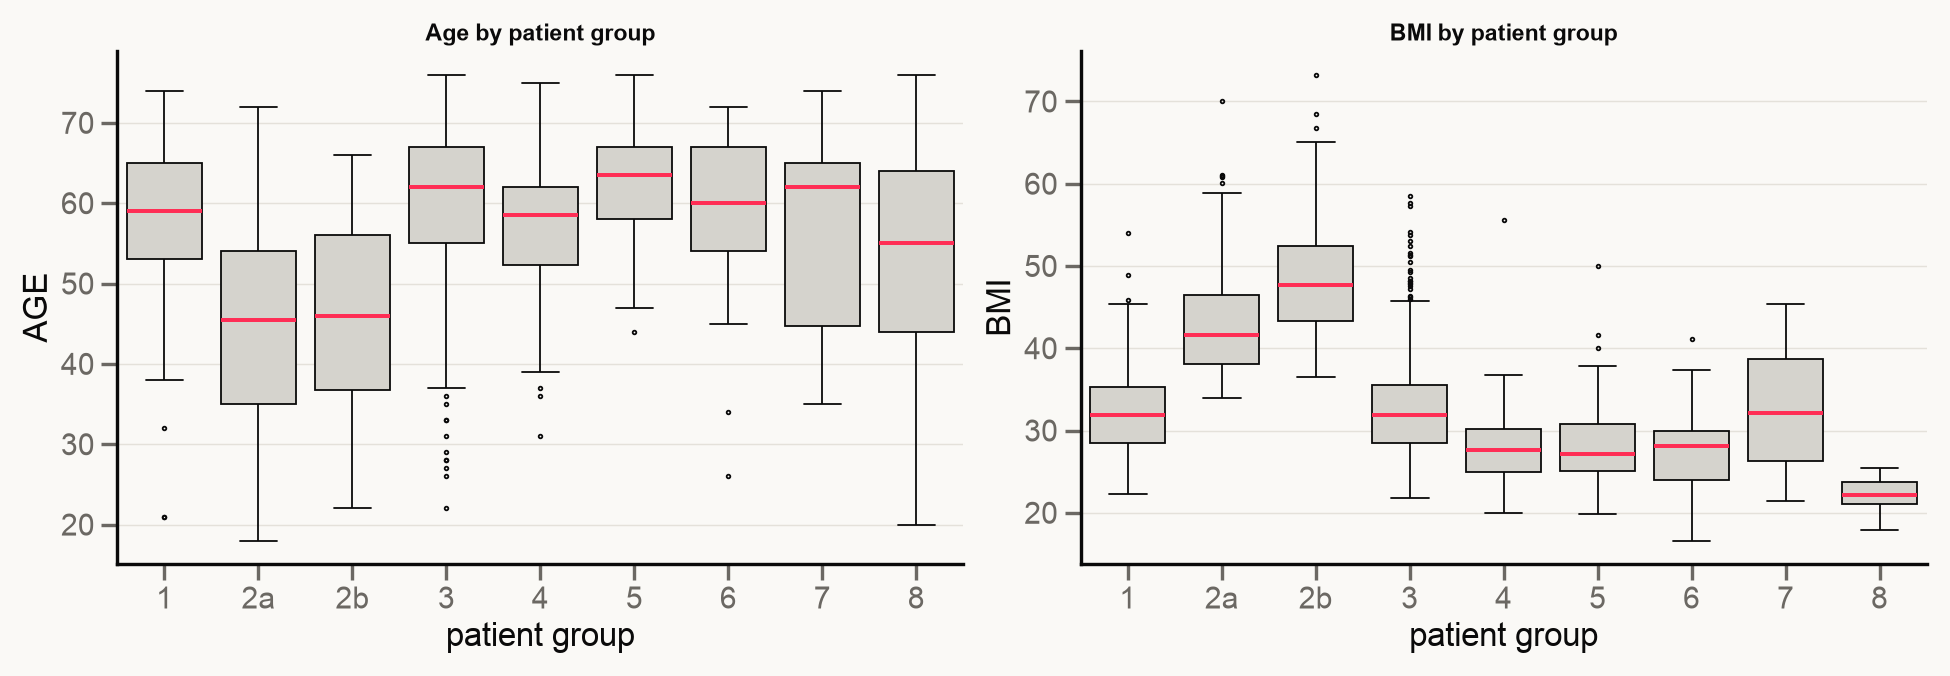 Age by patient group
70
60
50
40
30
20
AGE
1 2a 2b 3 4 5 6 7 8
patient group
BMI by patient group
70
60
50
40
30
20
BMI
1 2a 2b 3 4 5 6 7 8
patient group